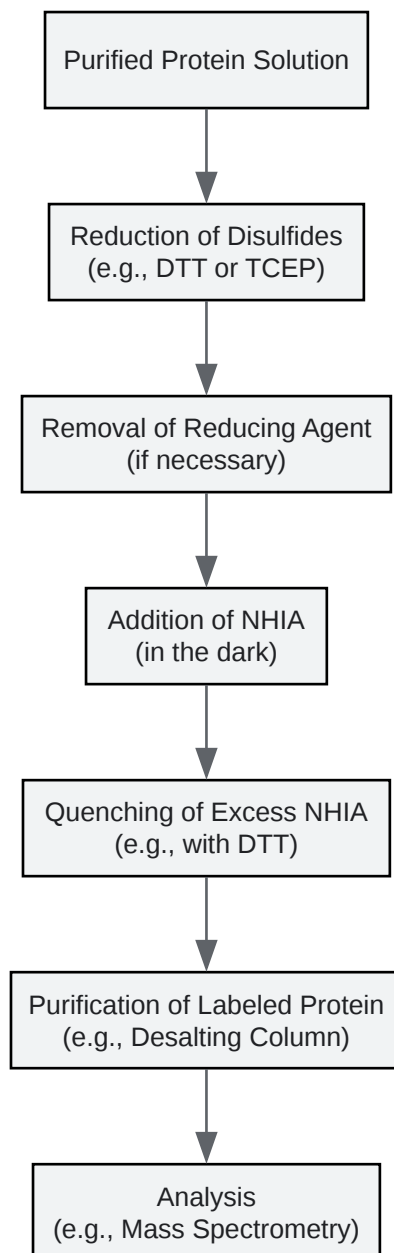 Purified Protein Solution
Reduction of Disulfides
(e.g., DTT or TCEP)
Removal of Reducing Agent
(if necessary)
Addition of NHIA
(in the dark)
Quenching of Excess NHIA
(e.g., with DTT)
Purification of Labeled Protein
(e.g., Desalting Column)
Analysis
(e.g., Mass Spectrometry)